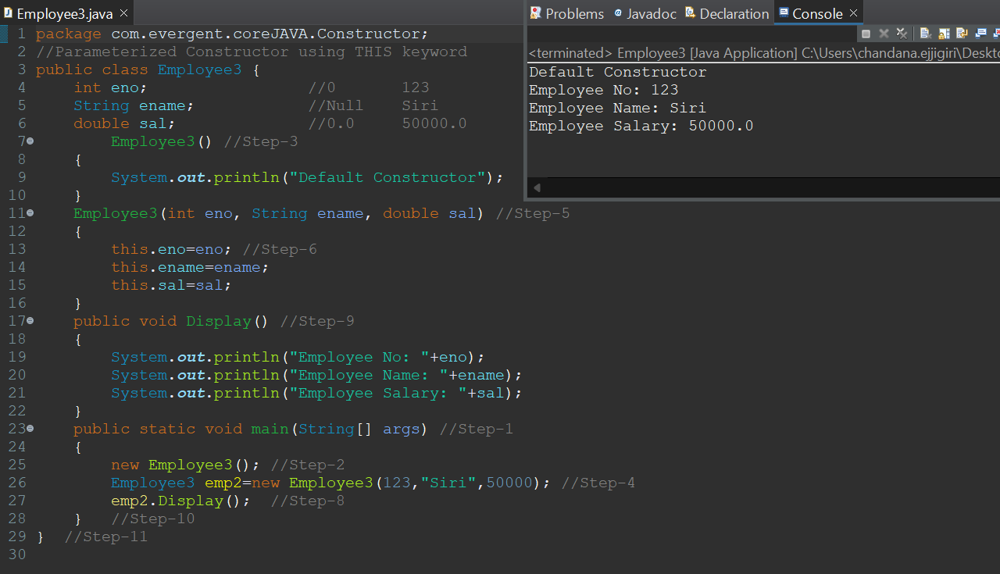 Employee3.java
1 package com.evergent.coreJAVA.Constructor;
2 //Parameterized Constructor using THIS keyword
3 public class Employee3 {
4     int eno;                 //0       123
5     String ename;            //Null    Siri
6     double sal;              //0.0     50000.0
7         Employee3() //Step-3
8     {
9         System.out.println("Default Constructor");
10     }
11     Employee3(int eno, String ename, double sal) //Step-5
12     {
13         this.eno=eno; //Step-6
14         this.ename=ename;
15         this.sal=sal;
16     }
17     public void Display() //Step-9
18     {
19         System.out.println("Employee No: "+eno);
20         System.out.println("Employee Name: "+ename);
21         System.out.println("Employee Salary: "+sal);
22     }
23     public static void main(String[] args) //Step-1
24     {
25         new Employee3(); //Step-2
26         Employee3 emp2=new Employee3(123,"Siri",50000); //Step-4
27         emp2.Display();  //Step-8
28     }   //Step-10
29 }  //Step-11
30
Problems Javadoc Declaration Console
<terminated> Employee3 [Java Application] C:\Users\chandana.ejjigiri\Deskto
Default Constructor
Employee No: 123
Employee Name: Siri
Employee Salary: 50000.0